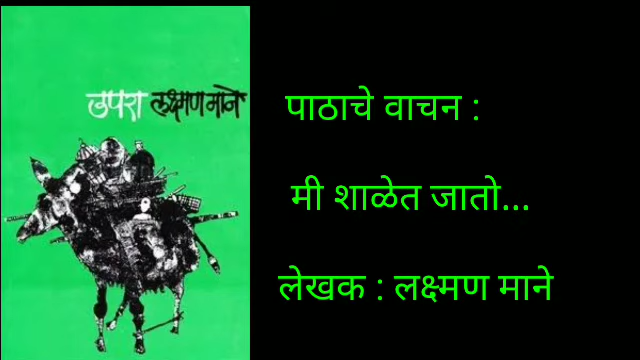 उपरा लक्ष्मण माने
पाठाचे वाचन :
मी शाळेत जातो...
लेखक : लक्ष्मण माने